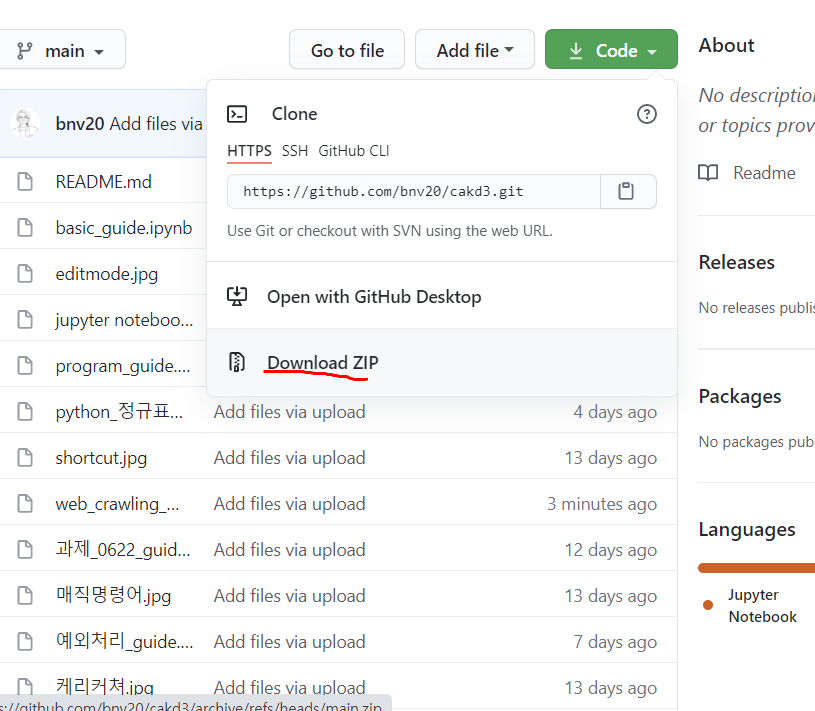 main
Go to file
Add file
Code
bnv20 Add files via
Clone
HTTPS SSH GitHub CLI
https://github.com/bnv20/cakd3.git
Use Git or checkout with SVN using the web URL.
Open with GitHub Desktop
Download ZIP
README.md
basic_guide.ipynb
editmode.jpg
jupyter noteboo...
program_guide....
python_정규표... Add files via upload 4 days ago
shortcut.jpg Add files via upload 13 days ago
web_crawling_... Add files via upload 3 minutes ago
과제_0622_guid... Add files via upload 12 days ago
매직명령어.jpg Add files via upload 13 days ago
예외처리_guide.... Add files via upload 7 days ago
케리커쳐.jpg Add files via upload 13 days ago
s://github.com/bnv20/cakd3/archive/refs/heads/main.zip
About
No description
or topics prov
Readme
Releases
No releases publis
Packages
No packages pub
Languages
Jupyter
Notebook